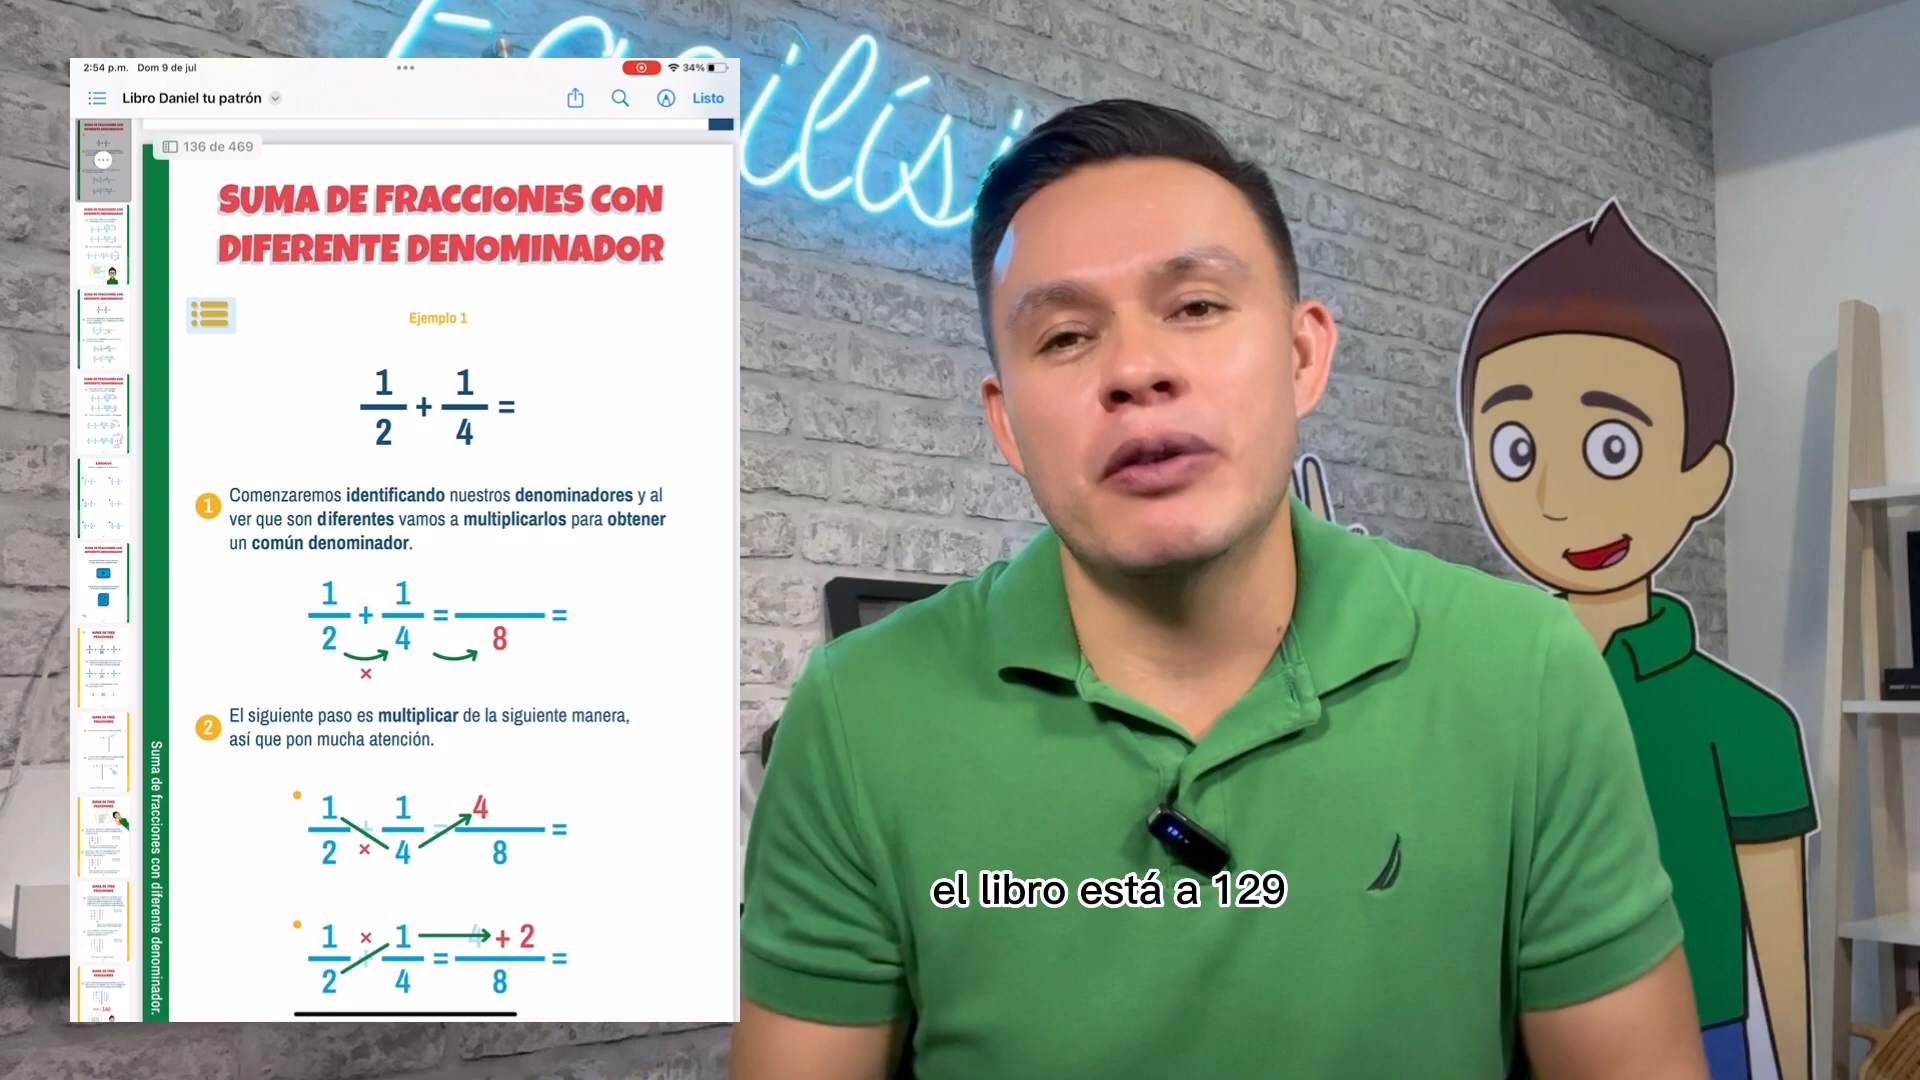 Facilísi
2:54 p.m. Dom 9 de jul
34%
Libro Daniel tu patrón
Listo
136 de 469
SUMA DE FRACCIONES CON
DIFERENTE DENOMINADOR
Ejemplo 1
1/2 + 1/4 =
1 Comenzaremos identificando nuestros denominadores y al
ver que son diferentes vamos a multiplicarlos para obtener
un común denominador.
1/2 + 1/4 = /8 =
×
2 El siguiente paso es multiplicar de la siguiente manera,
así que pon mucha atención.
1/2 + 1/4 = 4/8 =
×
1/2 + 1/4 = 4 + 2/8 =
×
Suma de fracciones con diferente denominador.
el libro está a 129